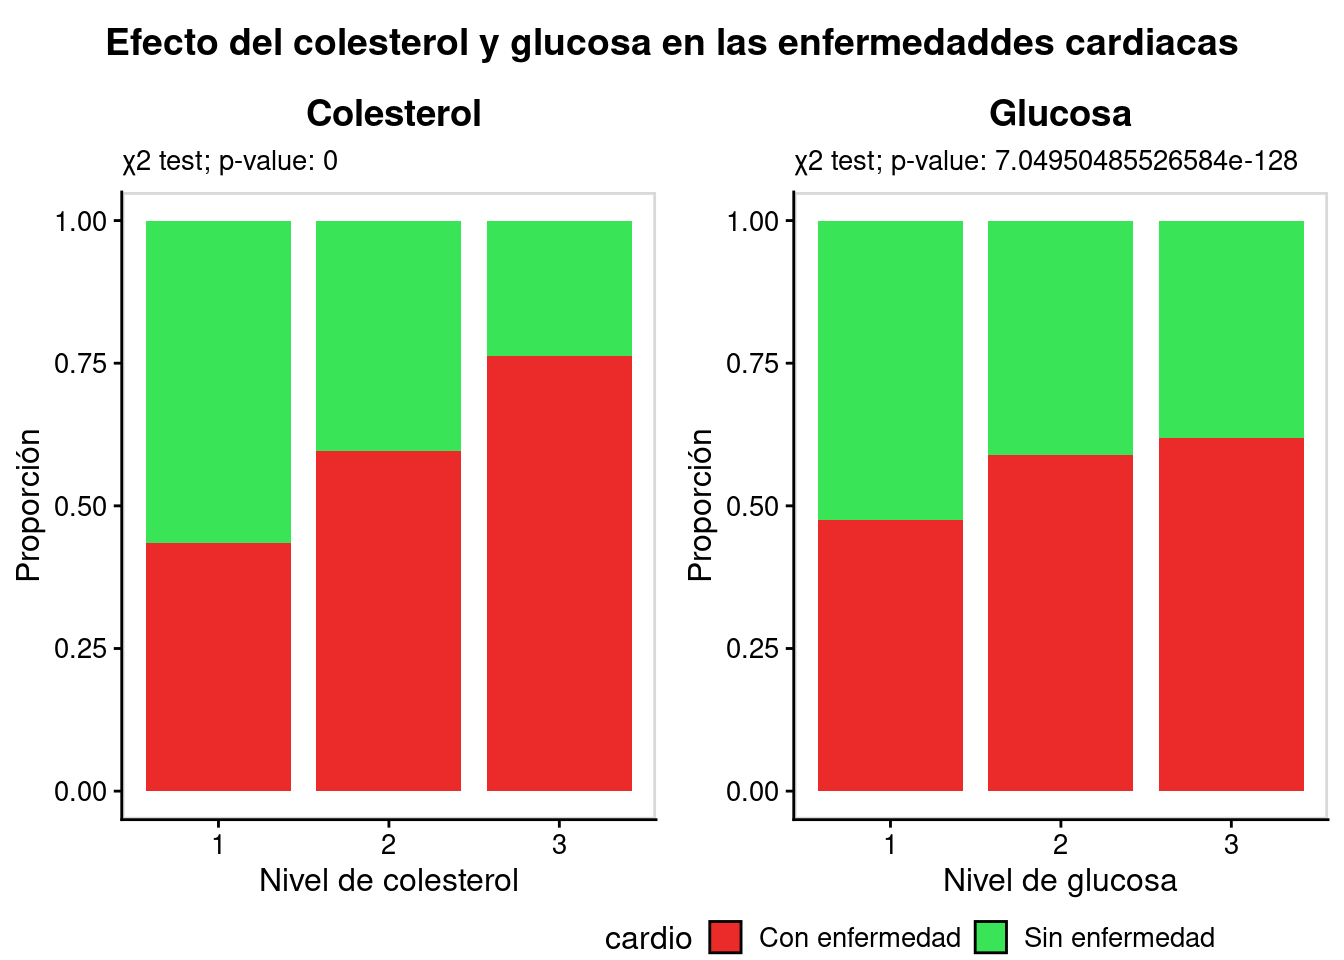 Efecto del colesterol y glucosa en las enfermedaddes cardiacas
Colesterol
χ2 test; p-value: 0
1.00
0.75
0.50
0.25
0.00
Proporción
1 2 3
Nivel de colesterol
Glucosa
χ2 test; p-value: 7.04950485526584e-128
1.00
0.75
0.50
0.25
0.00
Proporción
1 2 3
Nivel de glucosa
cardio Con enfermedad Sin enfermedad